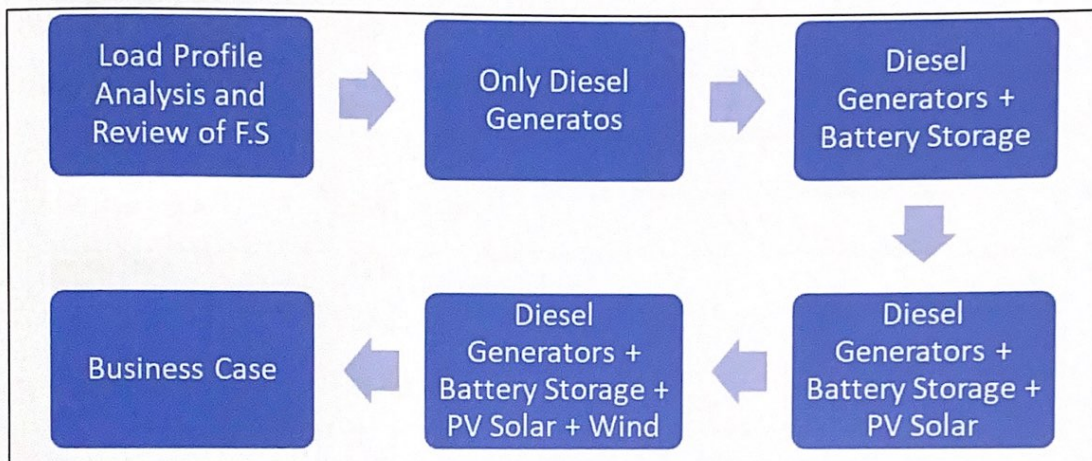 Load Profile
Analysis and
Review of F.S
Only Diesel
Generatos
Diesel
Generators +
Battery Storage
Diesel
Generators +
Battery Storage +
PV Solar
Diesel
Generators +
Battery Storage +
PV Solar + Wind
Business Case